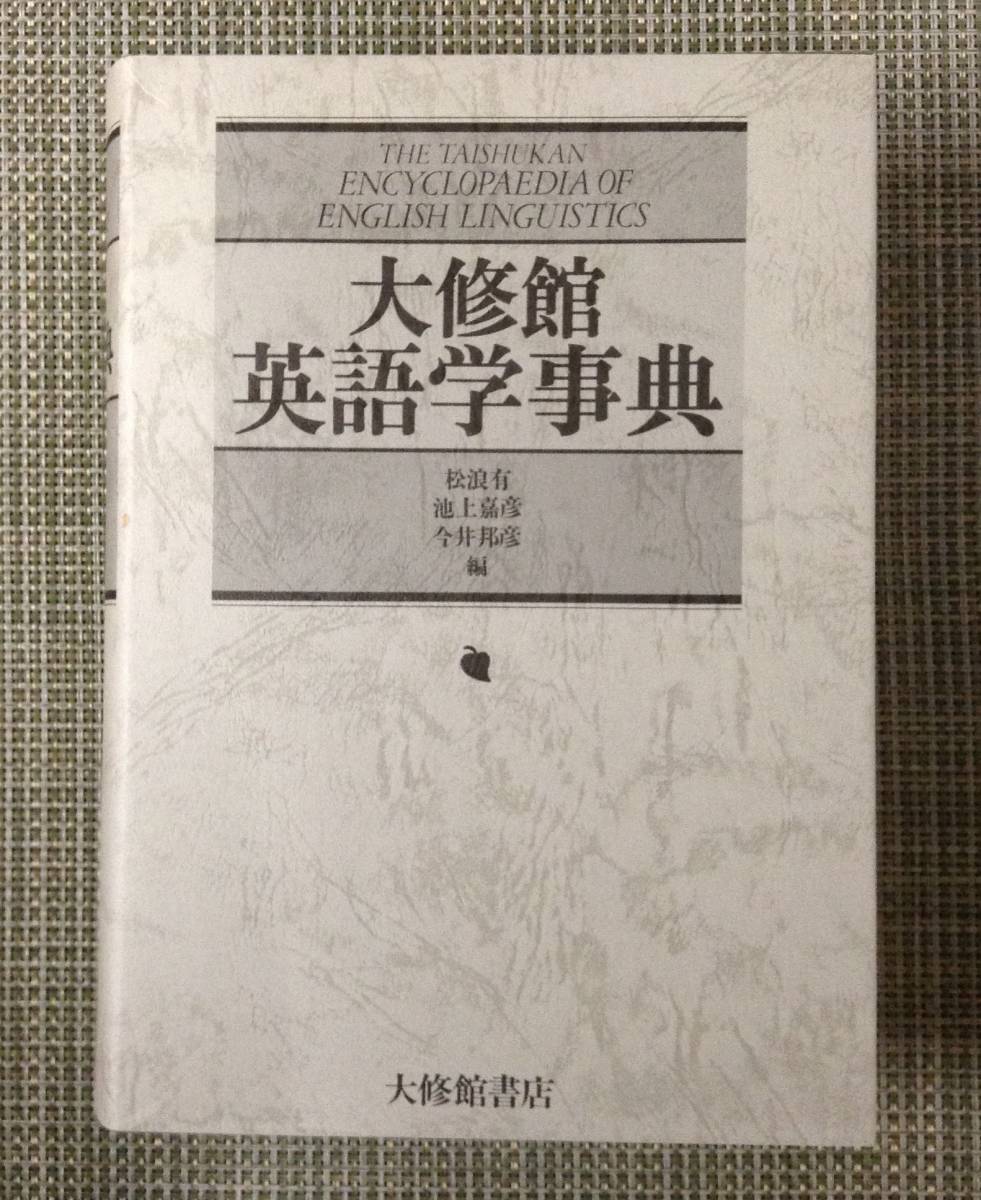 THE TAISHUKAN
ENCYCLOPAEDIA OF
ENGLISH LINGUISTICS
大修館
英語学事典
松浪有
池上嘉彦
今井邦彦
編
大修館書店